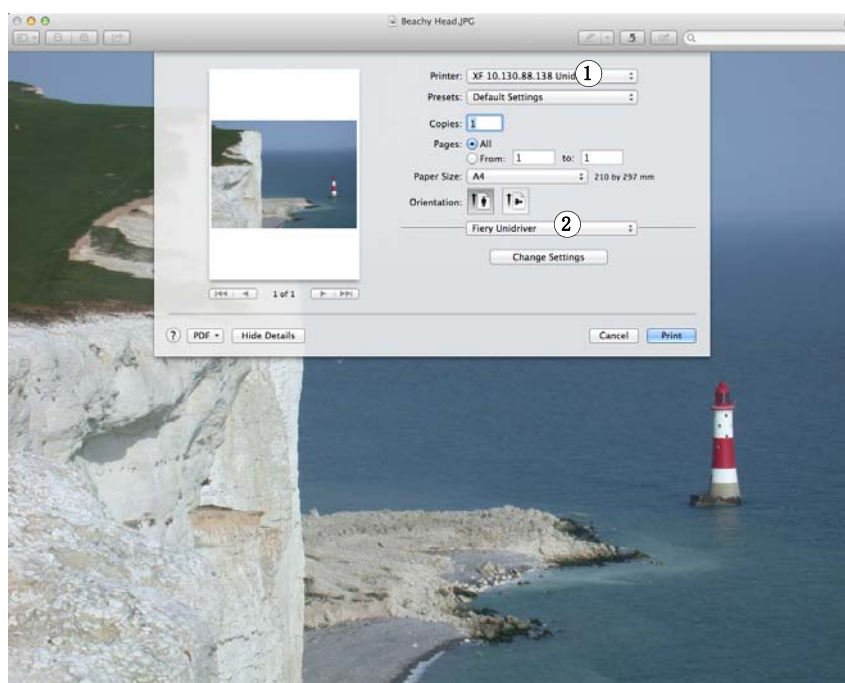 Beachy Head.JPG
Printer: XF 10.130.88.138 Unid 1
Presets: Default Settings
Copies: 1
Pages: All
From: 1 to: 1
Paper Size: A4 210 by 297 mm
Orientation:
Fiery Unidriver 2
Change Settings
1 of 1
? PDF Hide Details Cancel Print